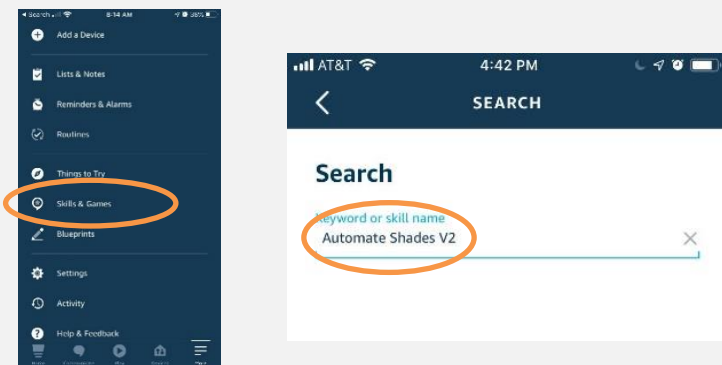 Search
8:14 AM
38%
Add a Device
Lists & Notes
Reminders & Alarms
Routines
Things to Try
Skills & Games
Blueprints
Settings
Activity
Help & Feedback
AT&T
4:42 PM
SEARCH
Search
Keyword or skill name
Automate Shades V2